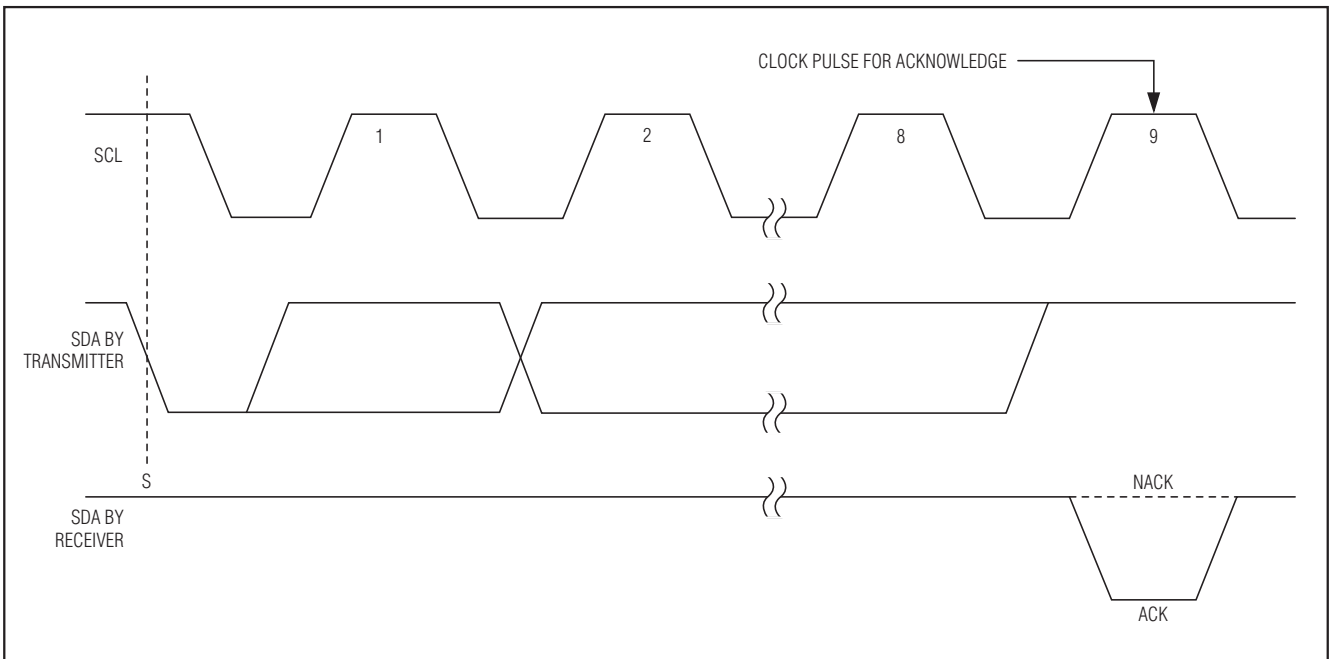 CLOCK PULSE FOR ACKNOWLEDGE
SCL
1
2
8
9
SDA BY
TRANSMITTER
S
SDA BY
RECEIVER
NACK
ACK